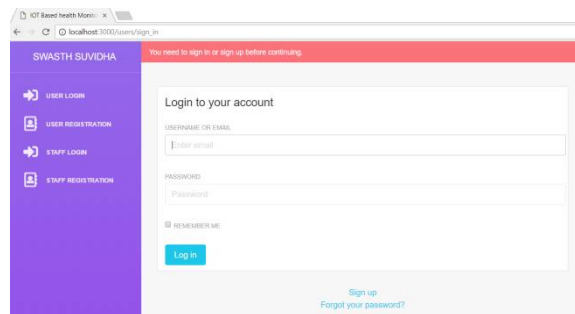 IOT Based health Monito
localhost:3000/users/sign_in
SWASTH SUVIDHA
You need to sign in or sign up before continuing.
USER LOGIN
USER REGISTRATION
STAFF LOGIN
STAFF REGISTRATION
Login to your account
USERNAME OR EMAIL
Enter email
PASSWORD
Password
REMEMBER ME
Log in
Sign up
Forgot your password?